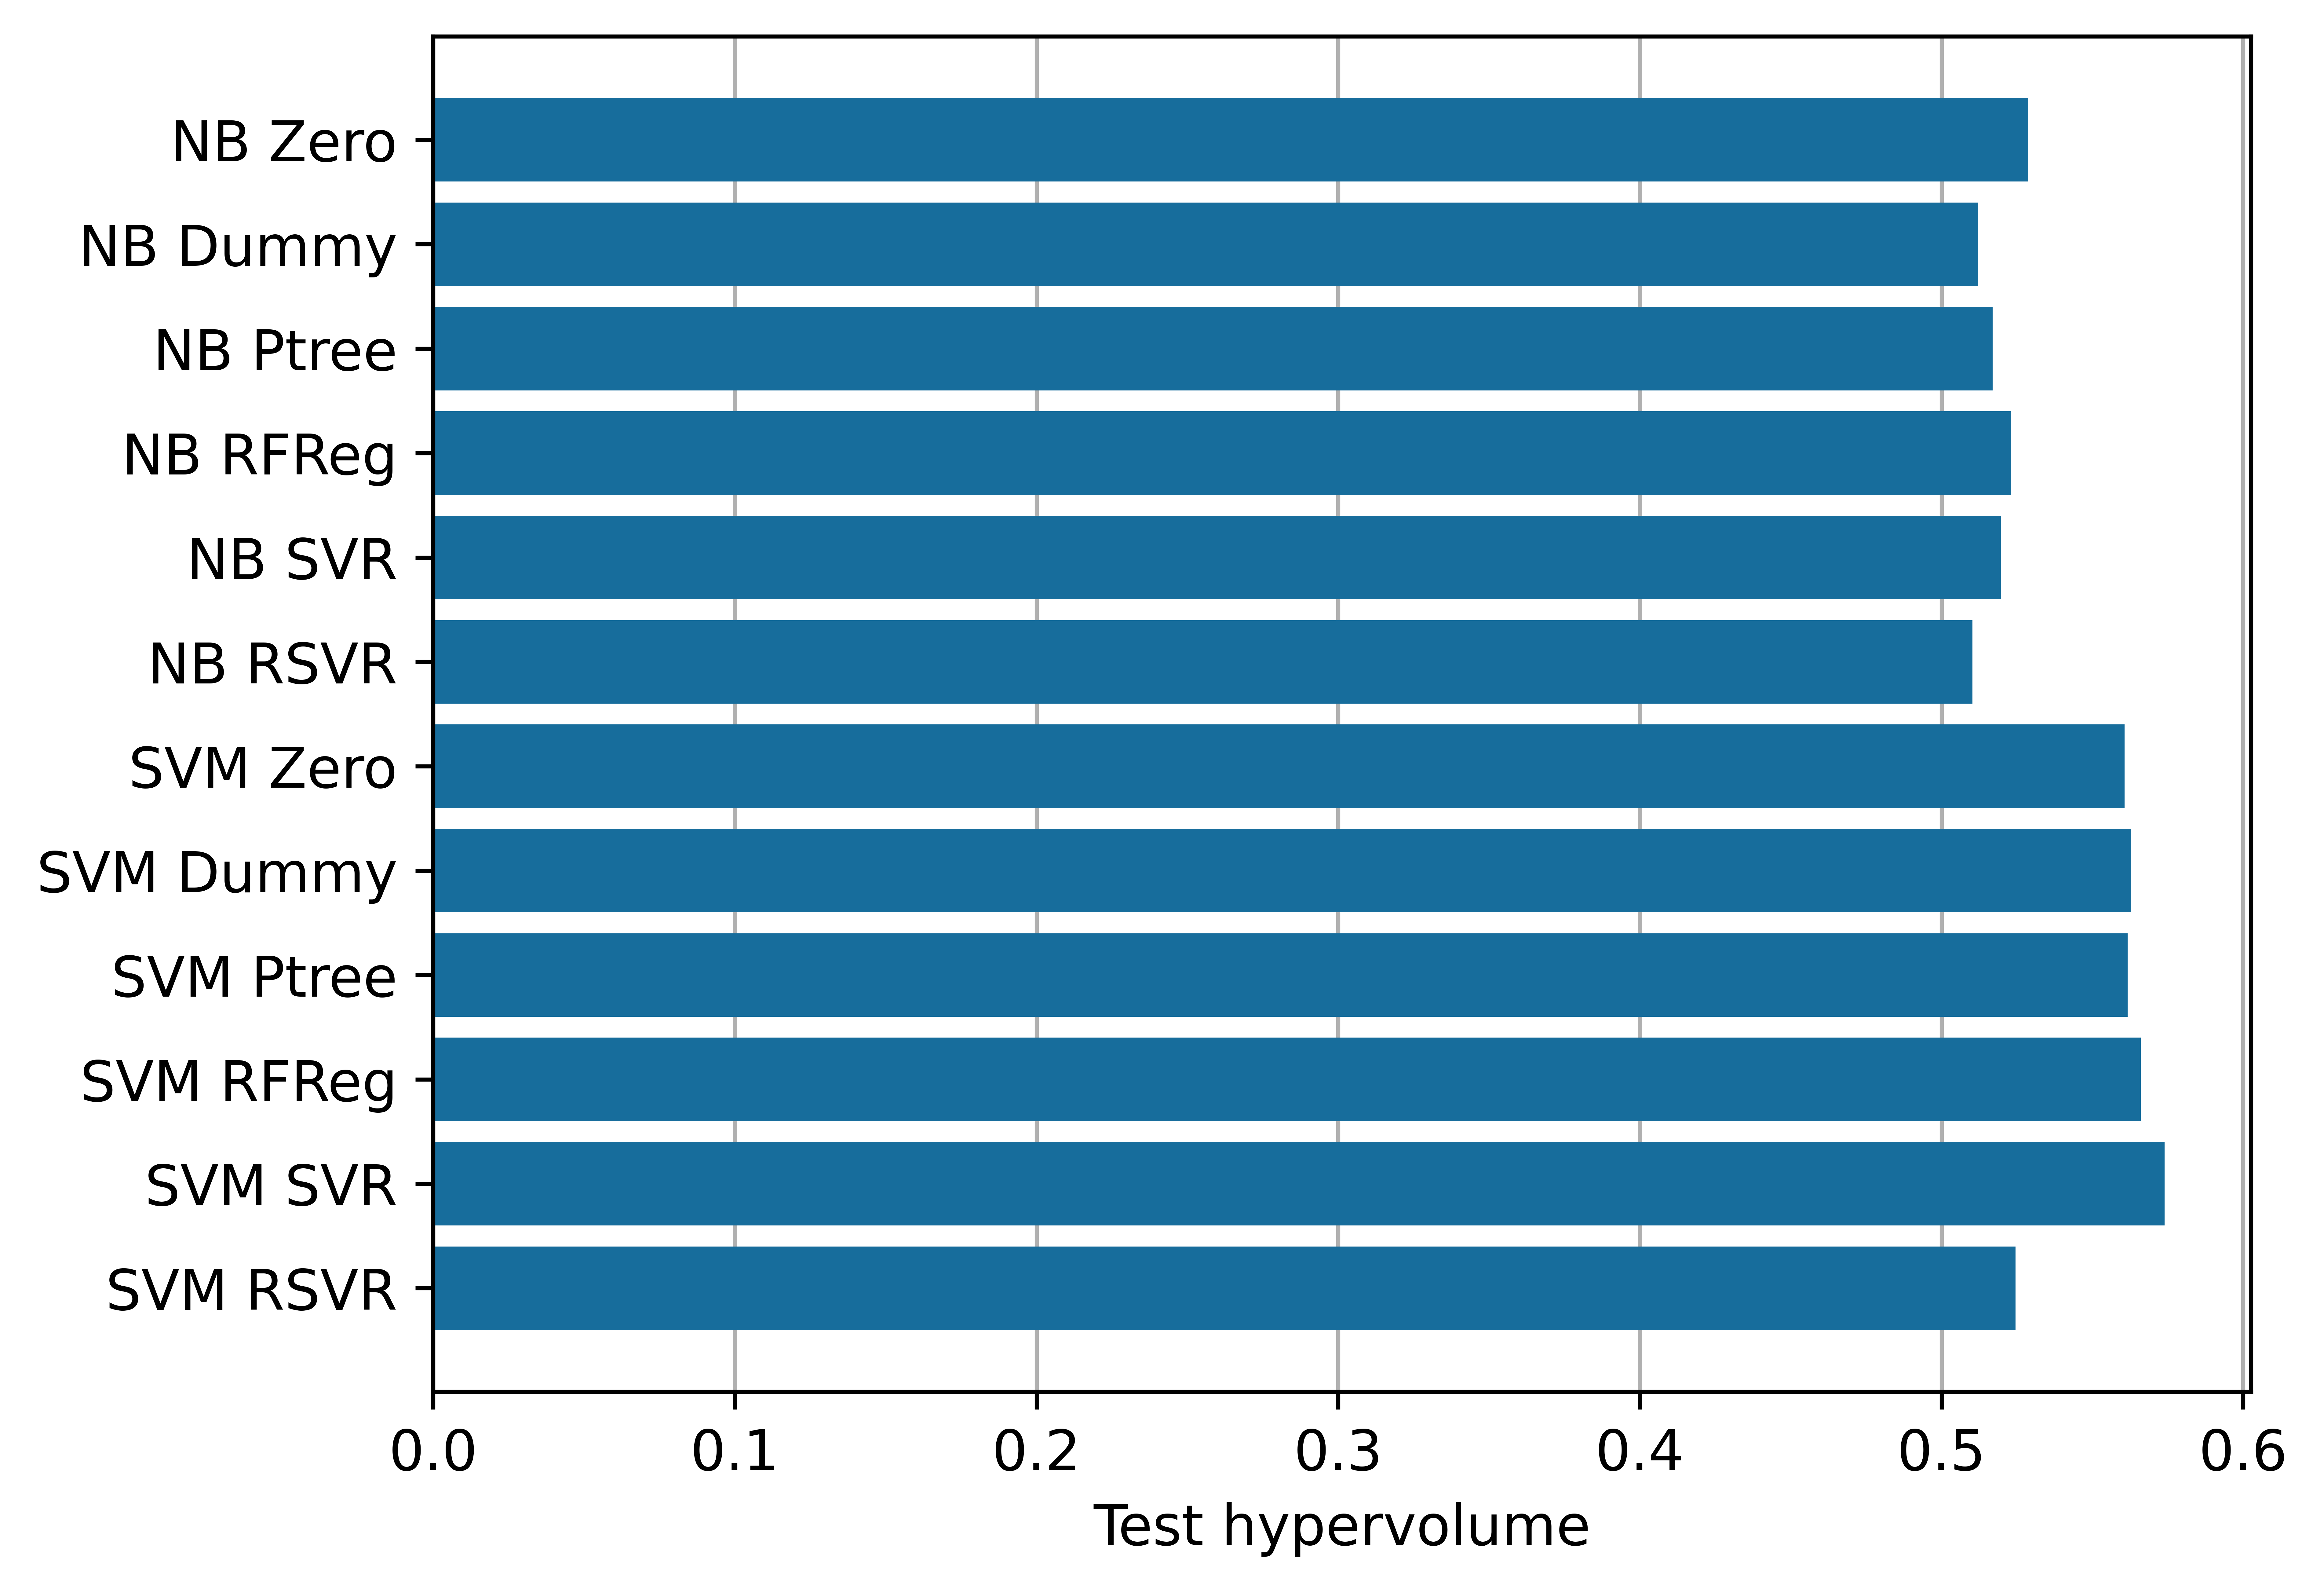 NB Zero
NB Dummy
NB Ptree
NB RFReg
NB SVR
NB RSVR
SVM Zero
SVM Dummy
SVM Ptree
SVM RFReg
SVM SVR
SVM RSVR
0.0 0.1 0.2 0.3 0.4 0.5 0.6
Test hypervolume